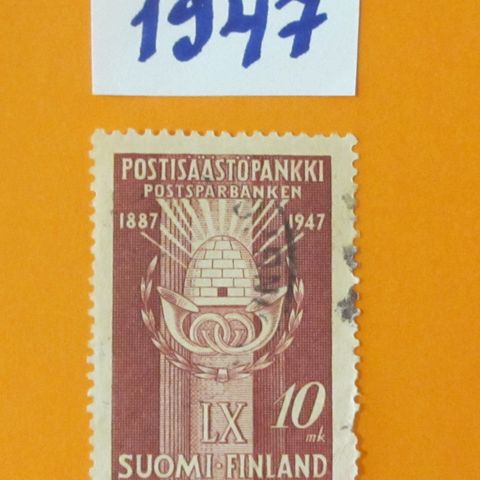 1947
POSTISÄÄSTÖPANKKI
POSTSPARBANKEN
1887 1947
LX 10 mk
SUOMI·FINLAND